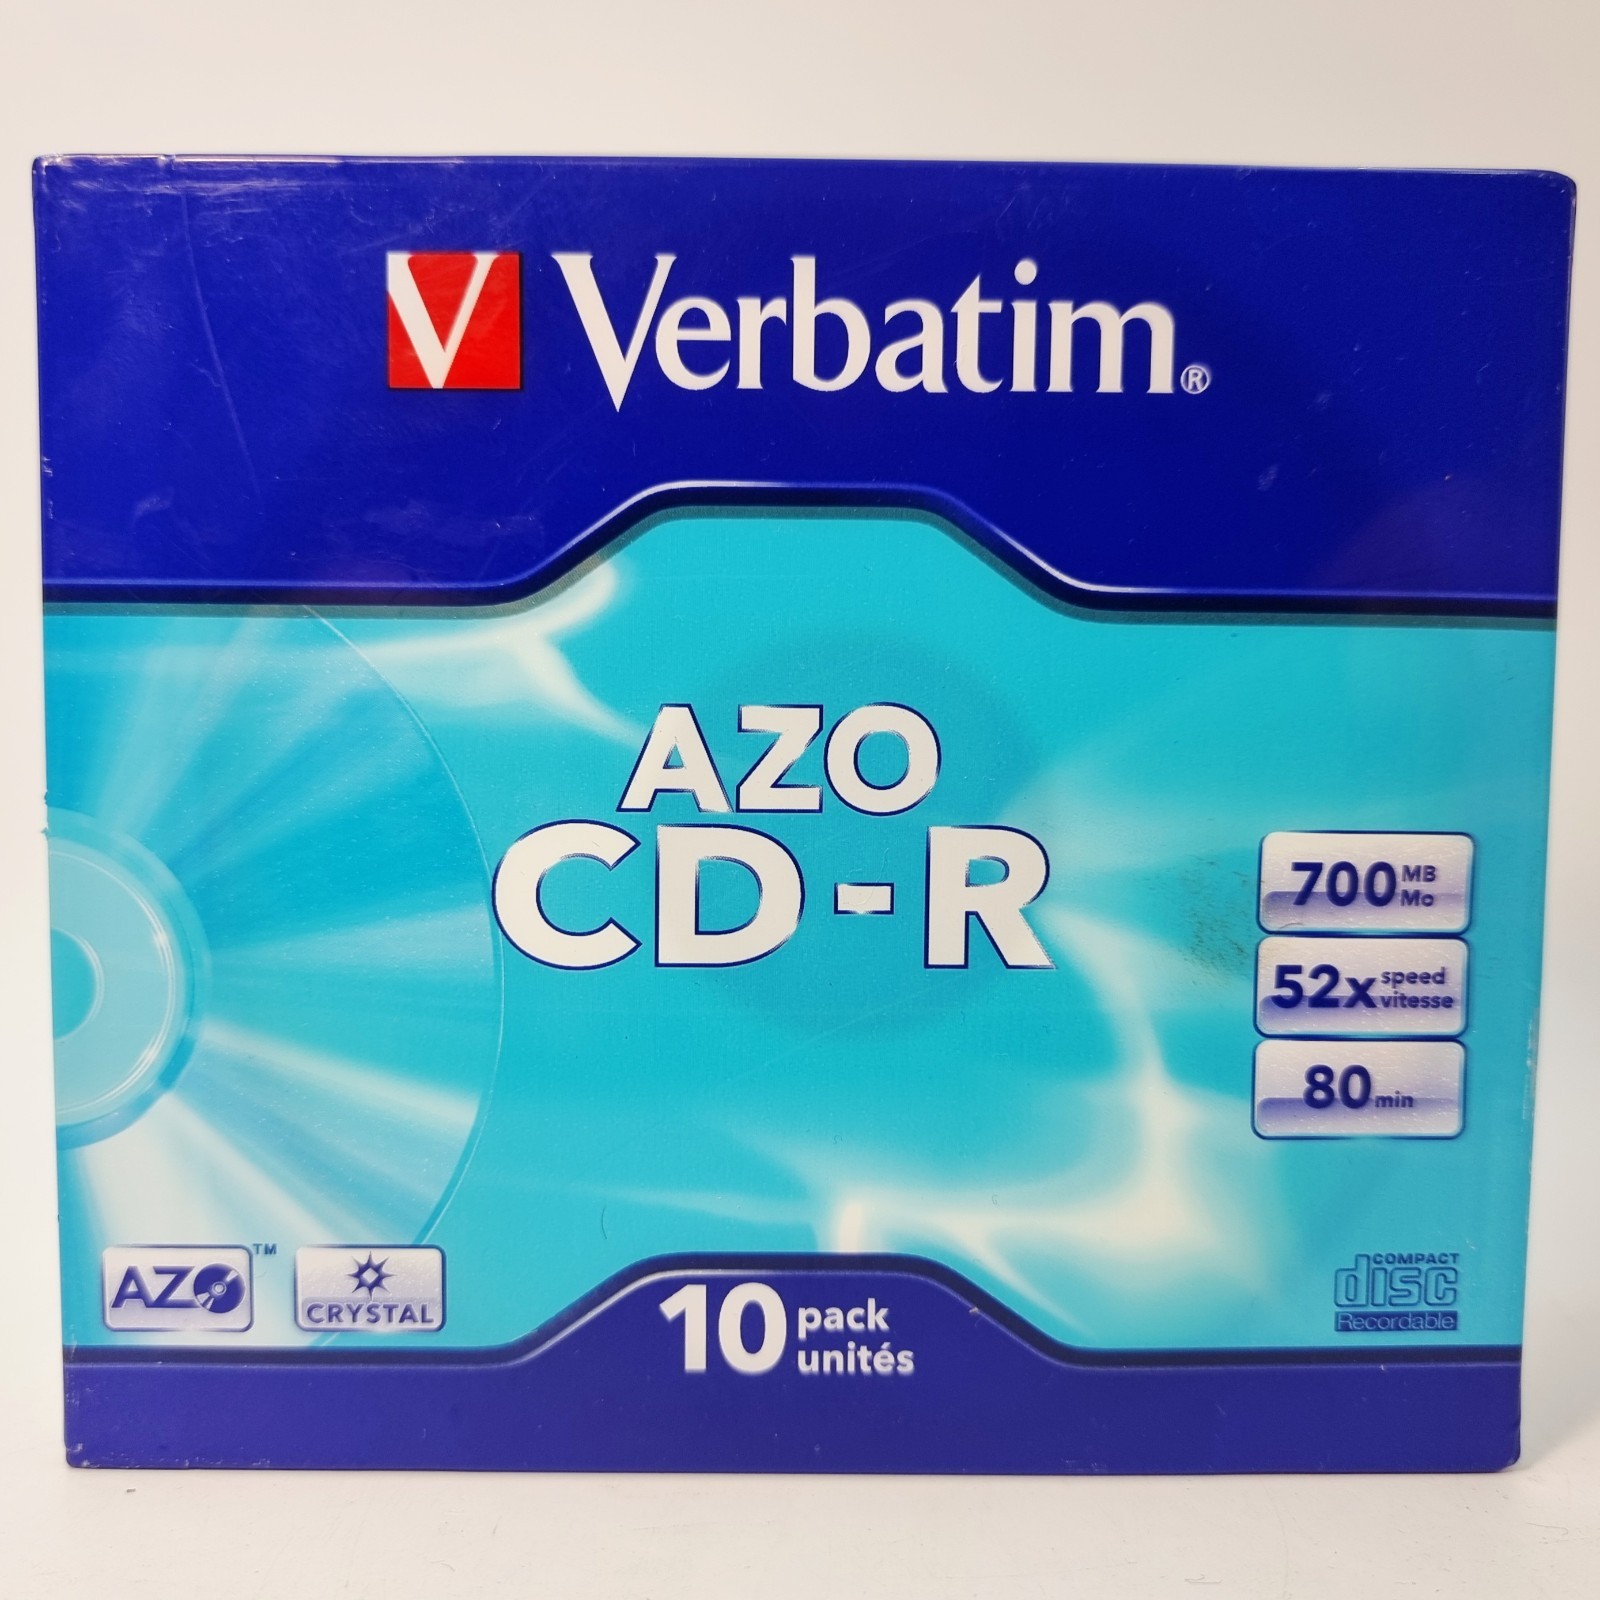 V Verbatim®
AZO
CD-R
700 MB
Mo
52x speed
vitesse
80 min
AZO™
CRYSTAL
10 pack
unités
COMPACT
disc
Recordable